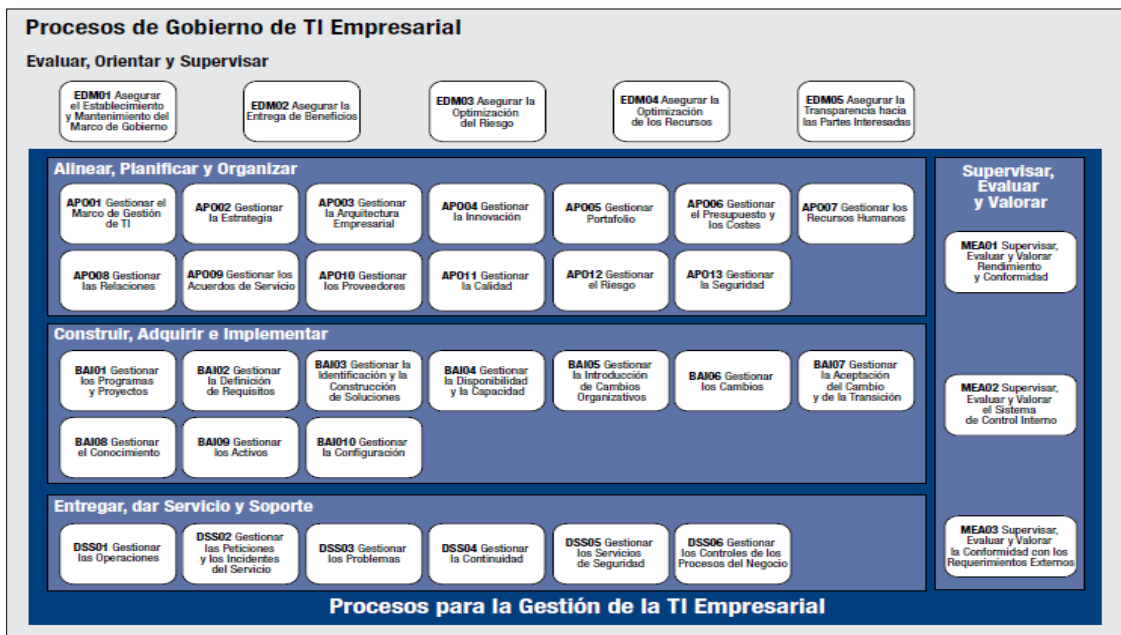 Procesos de Gobierno de TI Empresarial
Evaluar, Orientar y Supervisar
EDM01 Asegurar
el Establecimiento
y Mantenimiento del
Marco de Gobierno
EDM02 Asegurar la
Entrega de Beneficios
EDM03 Asegurar la
Optimización
del Riesgo
EDM04 Asegurar la
Optimización
de los Recursos
EDM05 Asegurar la
Transparencia hacia
las Partes Interesadas
Alinear, Planificar y Organizar
APO01 Gestionar el
Marco de Gestión
de TI
APO02 Gestionar
la Estrategia
APO03 Gestionar
la Arquitectura
Empresarial
APO04 Gestionar
la Innovación
APO05 Gestionar
Portafolio
APO06 Gestionar
el Presupuesto y
los Costes
APO07 Gestionar los
Recursos Humanos
APO08 Gestionar
las Relaciones
APO09 Gestionar los
Acuerdos de Servicio
APO10 Gestionar
los Proveedores
APO11 Gestionar
la Calidad
APO12 Gestionar
el Riesgo
APO13 Gestionar
la Seguridad
Construir, Adquirir e Implementar
BAI01 Gestionar
los Programas
y Proyectos
BAI02 Gestionar
la Definición
de Requisitos
BAI03 Gestionar la
Identificación y la
Construcción
de Soluciones
BAI04 Gestionar
la Disponibilidad
y la Capacidad
BAI05 Gestionar
la Introducción
de Cambios
Organizativos
BAI06 Gestionar
los Cambios
BAI07 Gestionar
la Aceptación
del Cambio
y de la Transición
BAI08 Gestionar
el Conocimiento
BAI09 Gestionar
los Activos
BAI010 Gestionar
la Configuración
Entregar, dar Servicio y Soporte
DSS01 Gestionar
las Operaciones
DSS02 Gestionar
las Peticiones
y los Incidentes
del Servicio
DSS03 Gestionar
los Problemas
DSS04 Gestionar
la Continuidad
DSS05 Gestionar
los Servicios
de Seguridad
DSS06 Gestionar
los Controles de los
Procesos del Negocio
Supervisar,
Evaluar
y Valorar
MEA01 Supervisar,
Evaluar y Valorar
Rendimiento
y Conformidad
MEA02 Supervisar,
Evaluar y Valorar
el Sistema
de Control Interno
MEA03 Supervisar,
Evaluar y Valorar
la Conformidad con los
Requerimientos Externos
Procesos para la Gestión de la TI Empresarial